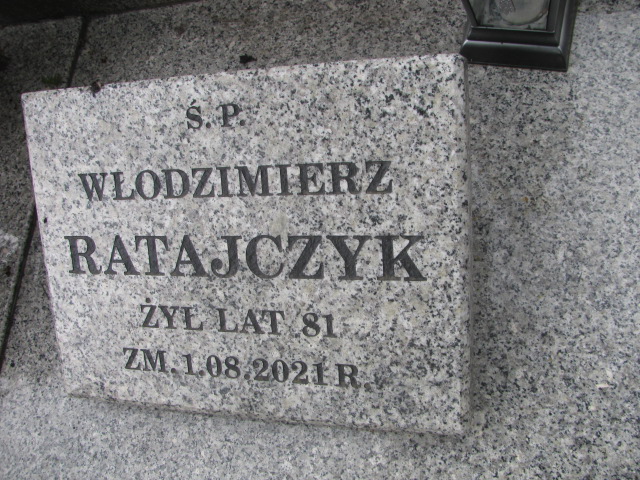 Ś. P.
WŁODZIMIERZ
RATAJCZYK
ŻYŁ LAT 81
ZM. 1.08.2021 R.